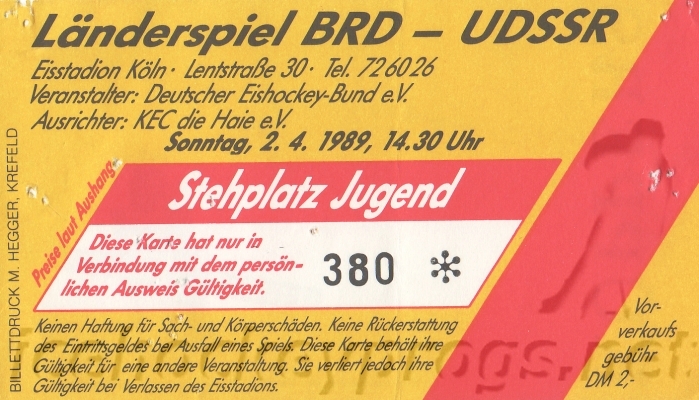 Länderspiel BRD – UDSSR
Eisstadion Köln · Lentstraße 30 · Tel. 726026
Veranstalter: Deutscher Eishockey-Bund e.V.
Ausrichter: KEC die Haie e.V.
Sonntag, 2. 4. 1989, 14.30 Uhr
Preise laut Aushang.
Stehplatz Jugend
Diese Karte hat nur in
Verbindung mit dem persön-
lichen Ausweis Gültigkeit.
380 *
Keinen Haftung für Sach- und Körperschäden. Keine Rückerstattung
des Eintrittsgeldes bei Ausfall eines Spiels. Diese Karte behält ihre
Gültigkeit für eine andere Veranstaltung. Sie verliert jedoch ihre
Gültigkeit bei Verlassen des Eisstadions.
Vor-
verkaufs
gebühr
DM 2,-
BILLETTDRUCK M. HEGGER, KREFELD